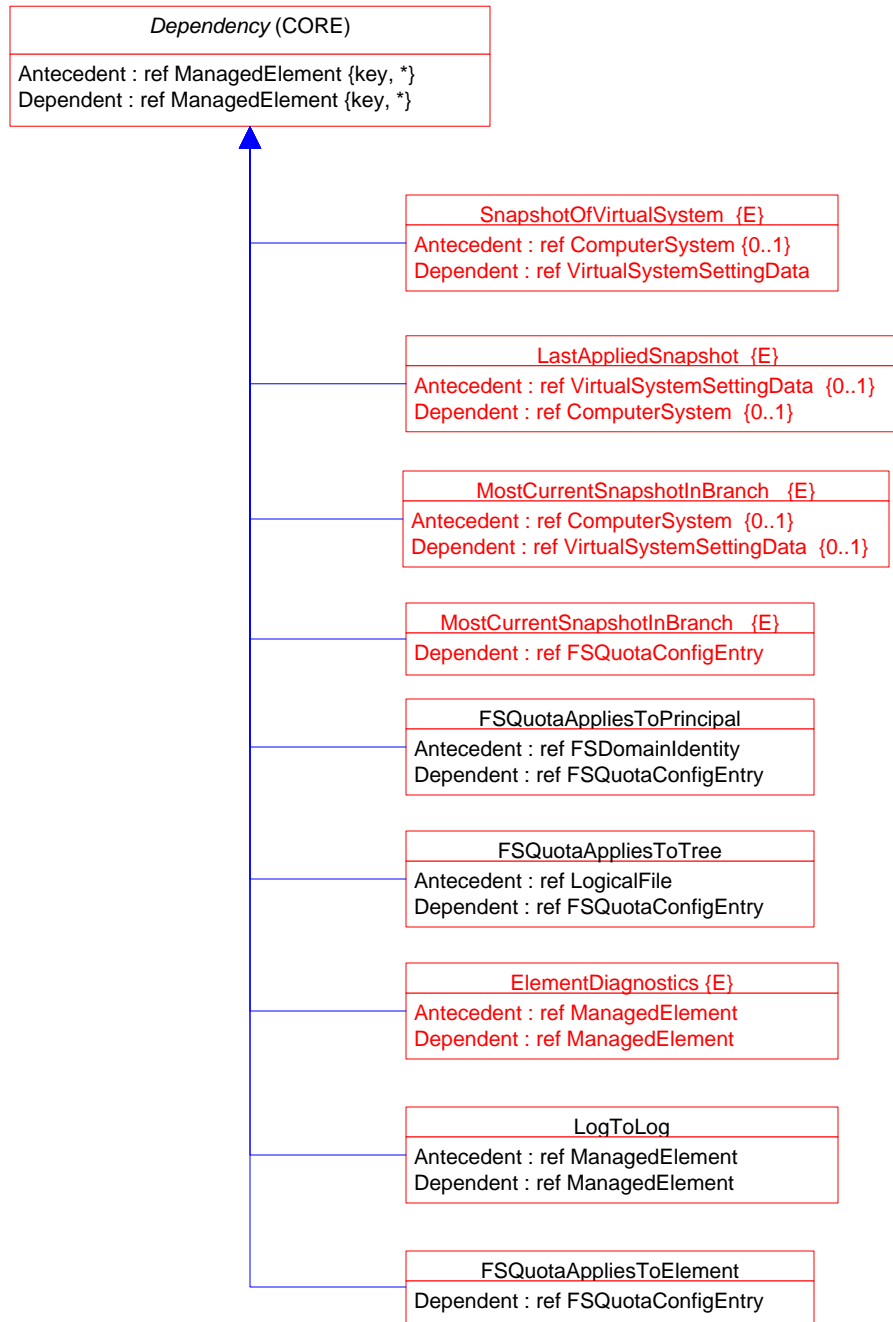 Dependency (CORE)
Antecedent : ref ManagedElement {key, *}
Dependent : ref ManagedElement {key, *}
SnapshotOfVirtualSystem {E}
Antecedent : ref ComputerSystem {0..1}
Dependent : ref VirtualSystemSettingData
LastAppliedSnapshot {E}
Antecedent : ref VirtualSystemSettingData {0..1}
Dependent : ref ComputerSystem {0..1}
MostCurrentSnapshotInBranch {E}
Antecedent : ref ComputerSystem {0..1}
Dependent : ref VirtualSystemSettingData {0..1}
MostCurrentSnapshotInBranch {E}
Dependent : ref FSQuotaConfigEntry
FSQuotaAppliesToPrincipal
Antecedent : ref FSDomainIdentity
Dependent : ref FSQuotaConfigEntry
FSQuotaAppliesToTree
Antecedent : ref LogicalFile
Dependent : ref FSQuotaConfigEntry
ElementDiagnostics {E}
Antecedent : ref ManagedElement
Dependent : ref ManagedElement
LogToLog
Antecedent : ref ManagedElement
Dependent : ref ManagedElement
FSQuotaAppliesToElement
Dependent : ref FSQuotaConfigEntry